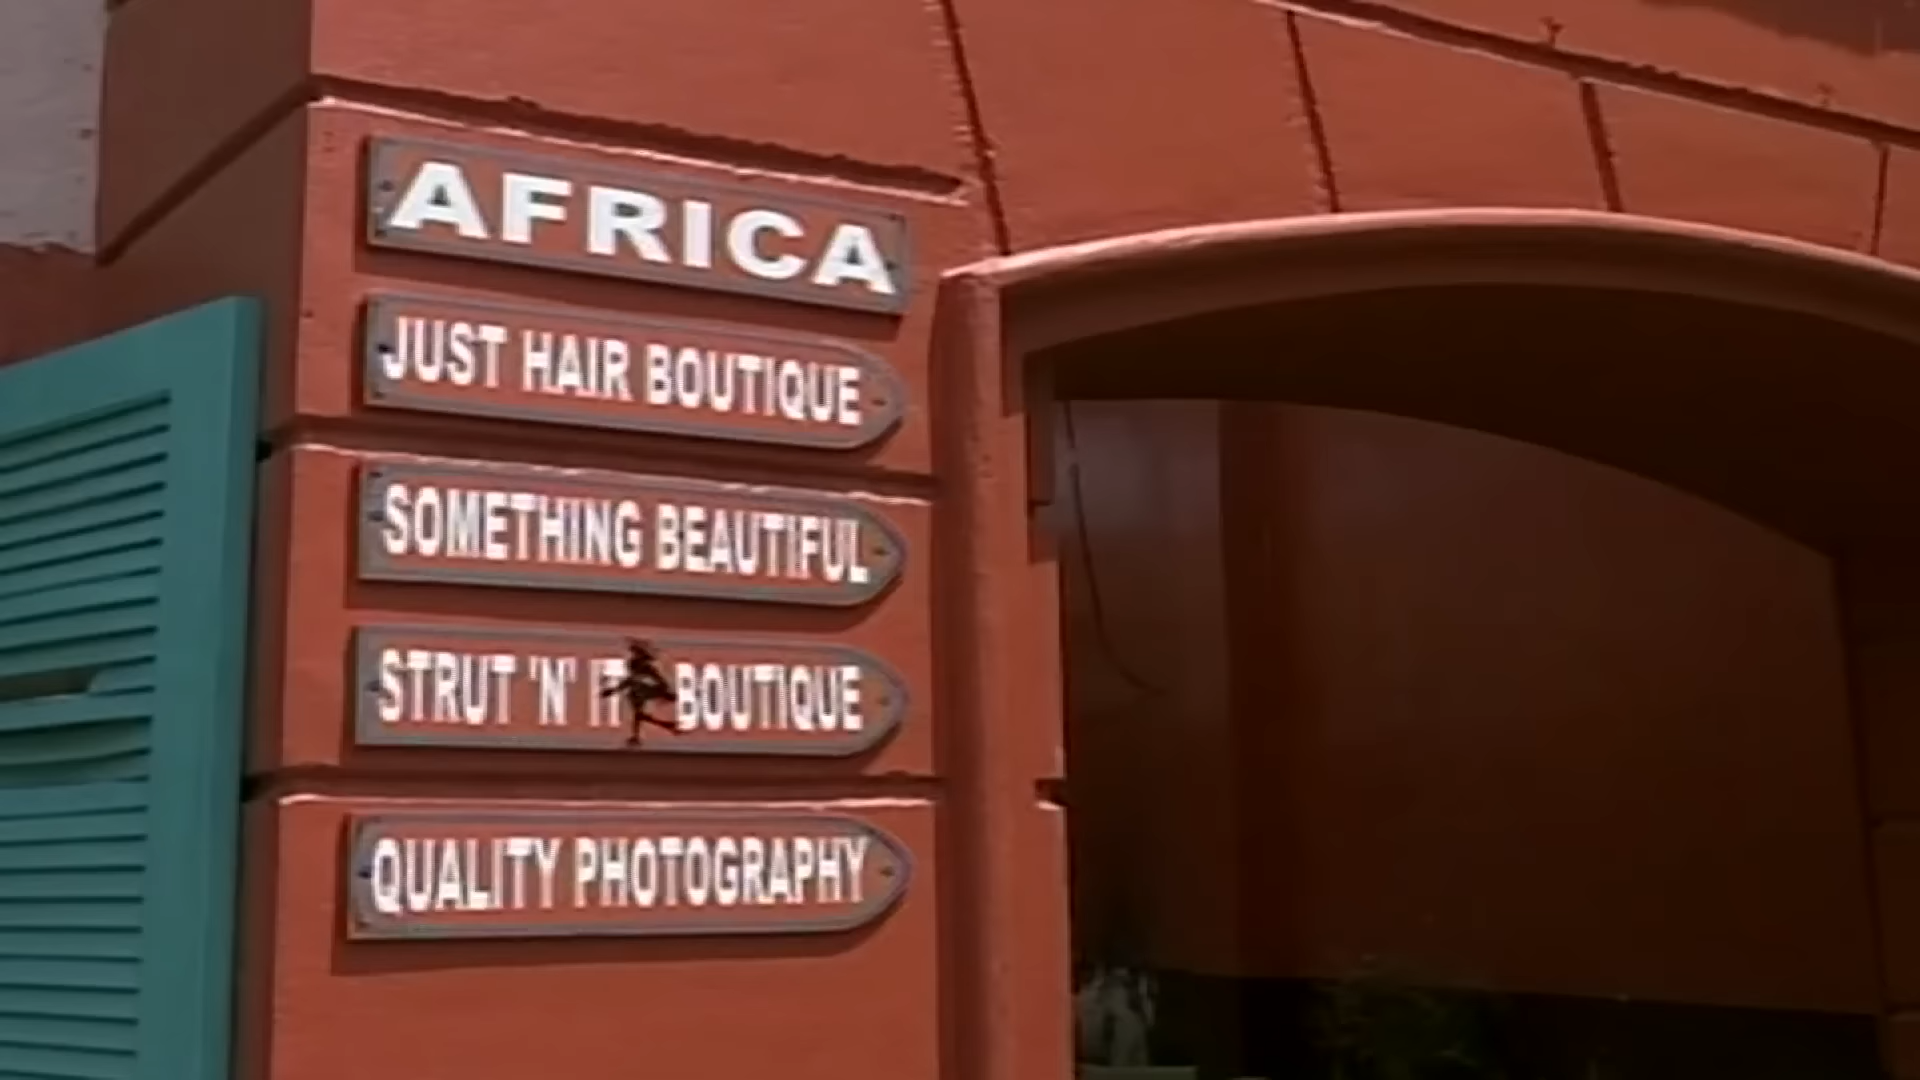 AFRICA
JUST HAIR BOUTIQUE
SOMETHING BEAUTIFUL
STRUT 'N' IT BOUTIQUE
QUALITY PHOTOGRAPHY